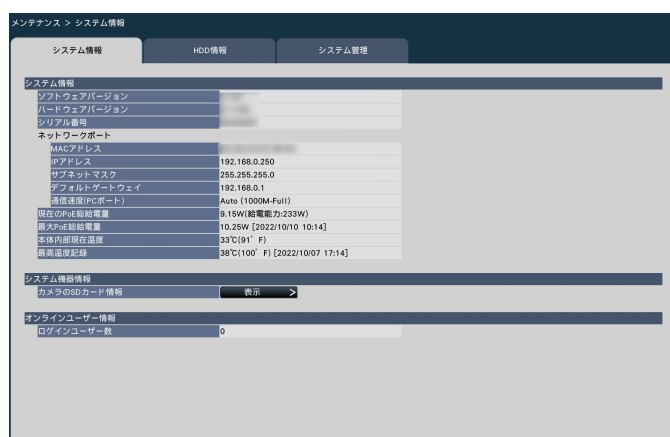 メンテナンス > システム情報
システム情報 HDD情報 システム管理
システム情報
ソフトウェアバージョン
ハードウェアバージョン
シリアル番号
ネットワークポート
MACアドレス
IPアドレス 192.168.0.250
サブネットマスク 255.255.255.0
デフォルトゲートウェイ 192.168.0.1
通信速度(PCポート) Auto (1000M-Full)
現在のPoE総給電量 9.15W(給電能力:233W)
最大PoE総給電量 10.25W [2022/10/10 10:14]
本体内部現在温度 33℃(91°F)
最高温度記録 38℃(100°F) [2022/10/07 17:14]
システム機器情報
カメラのSDカード情報 表示 >
オンラインユーザー情報
ログインユーザー数 0